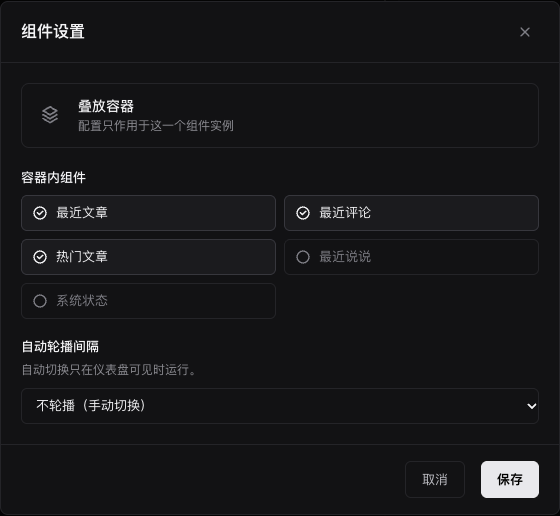 组件设置
叠放容器
配置只作用于这一个组件实例
容器内组件
最近文章
最近评论
热门文章
最近说说
系统状态
自动轮播间隔
自动切换只在仪表盘可见时运行。
不轮播（手动切换）
取消
保存